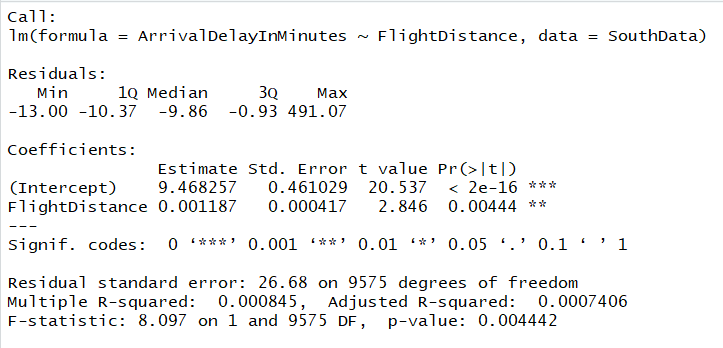 Call:
lm(formula = ArrivalDelayInMinutes ~ FlightDistance, data = SouthData)
Residuals:
Min 1Q Median 3Q Max
-13.00 -10.37 -9.86 -0.93 491.07
Coefficients:
Estimate Std. Error t value Pr(>|t|)
(Intercept) 9.468257 0.461029 20.537 < 2e-16 ***
FlightDistance 0.001187 0.000417 2.846 0.00444 **
---
Signif. codes: 0 ‘***’ 0.001 ‘**’ 0.01 ‘*’ 0.05 ‘.’ 0.1 ‘ ’ 1
Residual standard error: 26.68 on 9575 degrees of freedom
Multiple R-squared: 0.000845, Adjusted R-squared: 0.0007406
F-statistic: 8.097 on 1 and 9575 DF, p-value: 0.004442